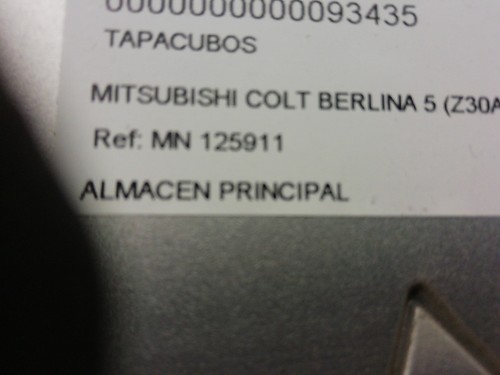 0000000000093435
TAPACUBOS
MITSUBISHI COLT BERLINA 5 (Z30A
Ref: MN 125911
ALMACEN PRINCIPAL